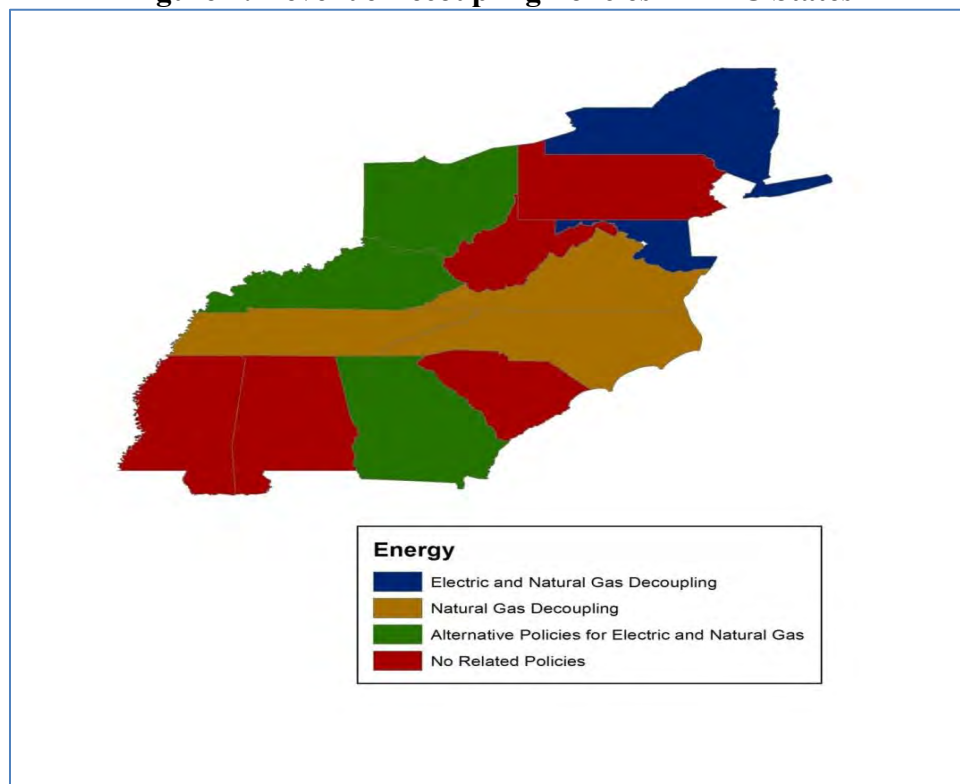 Energy
Electric and Natural Gas Decoupling
Natural Gas Decoupling
Alternative Policies for Electric and Natural Gas
No Related Policies